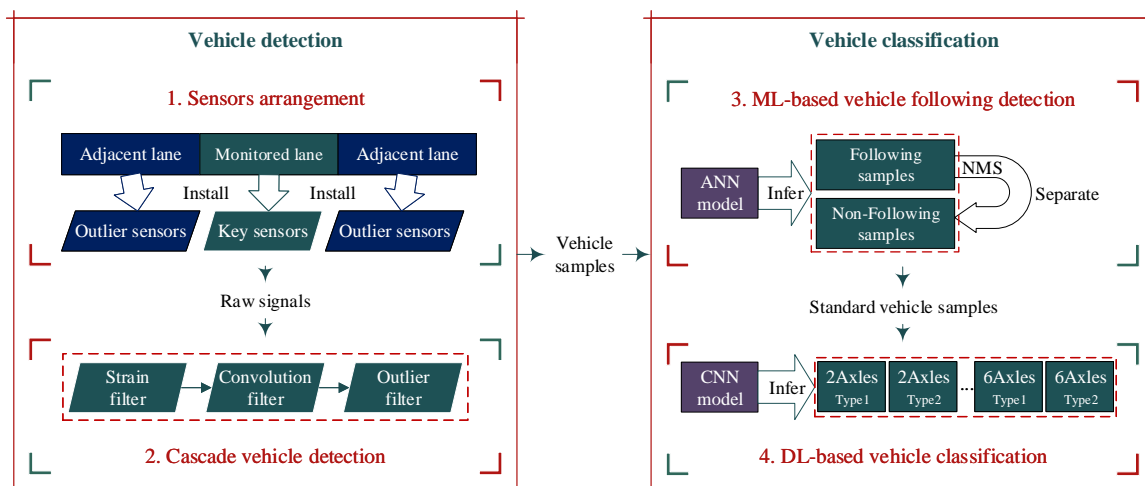 Vehicle detection
1. Sensors arrangement
Adjacent lane
Monitored lane
Adjacent lane
Install
Install
Outlier sensors
Key sensors
Outlier sensors
Raw signals
Strain
filter
Convolution
filter
Outlier
filter
2. Cascade vehicle detection
Vehicle
samples
Vehicle classification
3. ML-based vehicle following detection
ANN
model
Infer
Following
samples
Non-Following
samples
NMS
Separate
Standard vehicle samples
CNN
model
Infer
2Axles
Type1
2Axles
Type2
...
6Axles
Type1
6Axles
Type2
4. DL-based vehicle classification